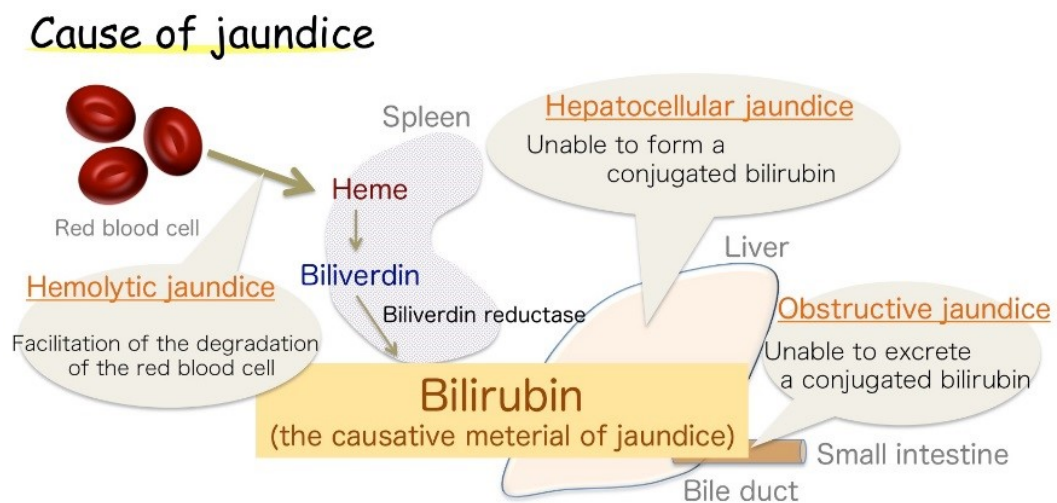 Cause of jaundice
Spleen
Hepatocellular jaundice
Unable to form a
conjugated bilirubin
Heme
Red blood cell
Liver
Biliverdin
Hemolytic jaundice
Biliverdin reductase
Obstructive jaundice
Facilitation of the degradation
of the red blood cell
Unable to excrete
a conjugated bilirubin
Bilirubin
(the causative meterial of jaundice)
Small intestine
Bile duct